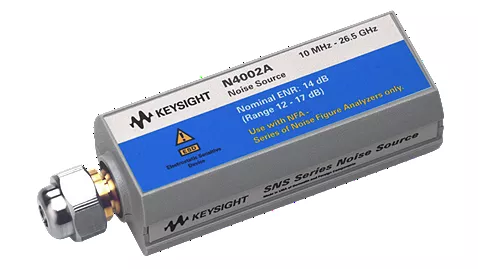 KEYSIGHT
N4002A
Noise Source
10 MHz - 26.5 GHz
Nominal ENR: 14 dB
(Range 12 - 17 dB)
Use with NFA -
Series of Noise Figure Analyzers only.
ESD
Electrostatic Sensitive
Device
KEYSIGHT
SNS Series Noise Source